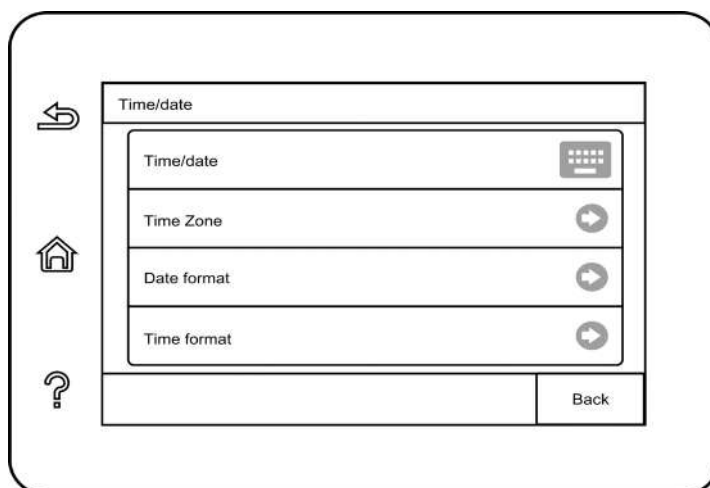 Time/date
Time/date
Time Zone
Date format
Time format
Back